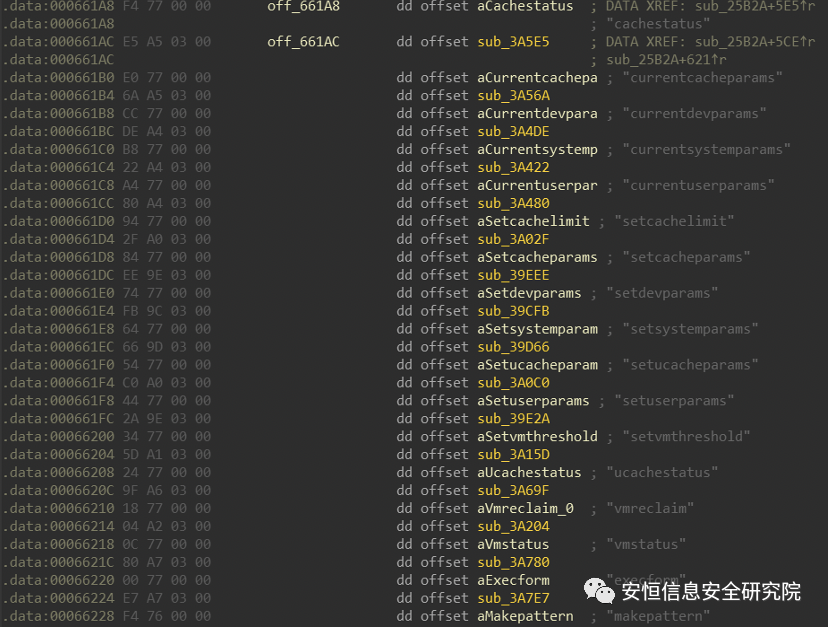 .data:000661A8 F4 77 00 00 off_661A8 dd offset aCachestatus ; DATA XREF: sub_25B2A+5E5↑r
.data:000661A8 ; "cachestatus"
.data:000661AC E5 A5 03 00 off_661AC dd offset sub_3A5E5 ; DATA XREF: sub_25B2A+5CE↑r
.data:000661AC ; sub_25B2A+621↑r
.data:000661B0 E0 77 00 00 dd offset aCurrentcachepa ; "currentcacheparams"
.data:000661B4 6A A5 03 00 dd offset sub_3A56A
.data:000661B8 CC 77 00 00 dd offset aCurrentdevpara ; "currentdevparams"
.data:000661BC DE A4 03 00 dd offset sub_3A4DE
.data:000661C0 B8 77 00 00 dd offset aCurrentsystemp ; "currentsystemparams"
.data:000661C4 22 A4 03 00 dd offset sub_3A422
.data:000661C8 A4 77 00 00 dd offset aCurrentuserpar ; "currentuserparams"
.data:000661CC 80 A4 03 00 dd offset sub_3A480
.data:000661D0 94 77 00 00 dd offset aSetcachelimit ; "setcachelimit"
.data:000661D4 2F A0 03 00 dd offset sub_3A02F
.data:000661D8 84 77 00 00 dd offset aSetcacheparams ; "setcacheparams"
.data:000661DC EE 9E 03 00 dd offset sub_39EEE
.data:000661E0 74 77 00 00 dd offset aSetdevparams ; "setdevparams"
.data:000661E4 FB 9C 03 00 dd offset sub_39CFB
.data:000661E8 64 77 00 00 dd offset aSetsystemparam ; "setsystemparams"
.data:000661EC 66 9D 03 00 dd offset sub_39D66
.data:000661F0 54 77 00 00 dd offset aSetucacheparam ; "setucacheparams"
.data:000661F4 C0 A0 03 00 dd offset sub_3A0C0
.data:000661F8 44 77 00 00 dd offset aSetuserparams ; "setuserparams"
.data:000661FC 2A 9E 03 00 dd offset sub_39E2A
.data:00066200 34 77 00 00 dd offset aSetvmthreshold ; "setvmthreshold"
.data:00066204 5D A1 03 00 dd offset sub_3A15D
.data:00066208 24 77 00 00 dd offset aUcachestatus ; "ucachestatus"
.data:0006620C 9F A6 03 00 dd offset sub_3A69F
.data:00066210 18 77 00 00 dd offset aVmreclaim_0 ; "vmreclaim"
.data:00066214 04 A2 03 00 dd offset sub_3A204
.data:00066218 0C 77 00 00 dd offset aVmstatus ; "vmstatus"
.data:0006621C 80 A7 03 00 dd offset sub_3A780
.data:00066220 00 77 00 00 dd offset aExecform ; "execform"
.data:00066224 E7 A7 03 00 dd offset sub_3A7E7
.data:00066228 F4 76 00 00 dd offset aMakepattern ; "makepattern"
安恒信息安全研究院